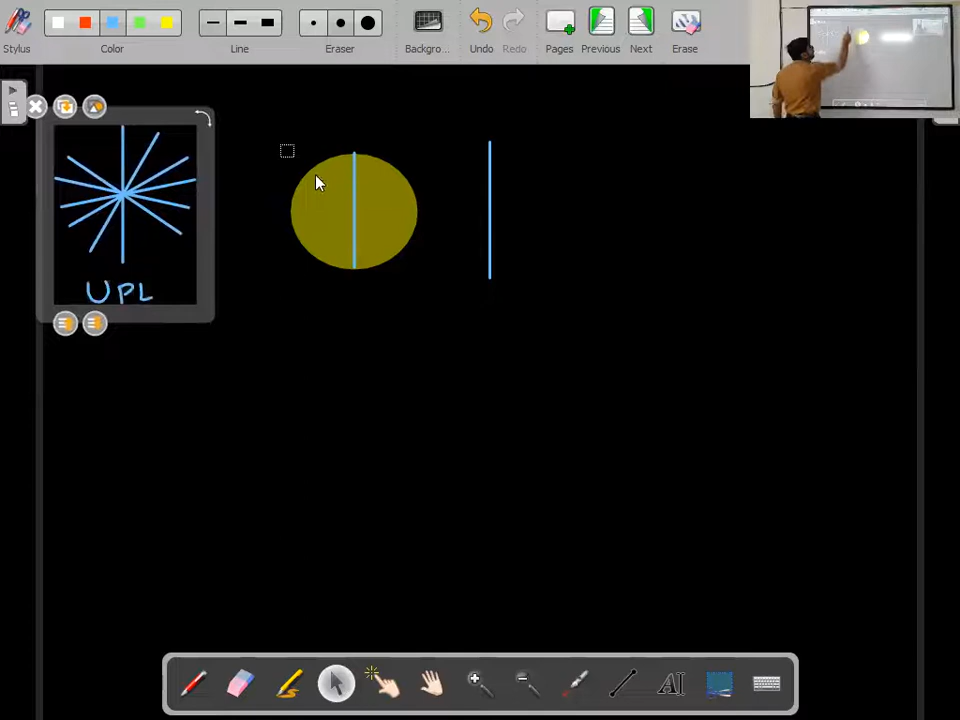 Stylus
Color
Line
Eraser
Backgro...
Undo
Redo
Pages
Previous
Next
Erase
UPL